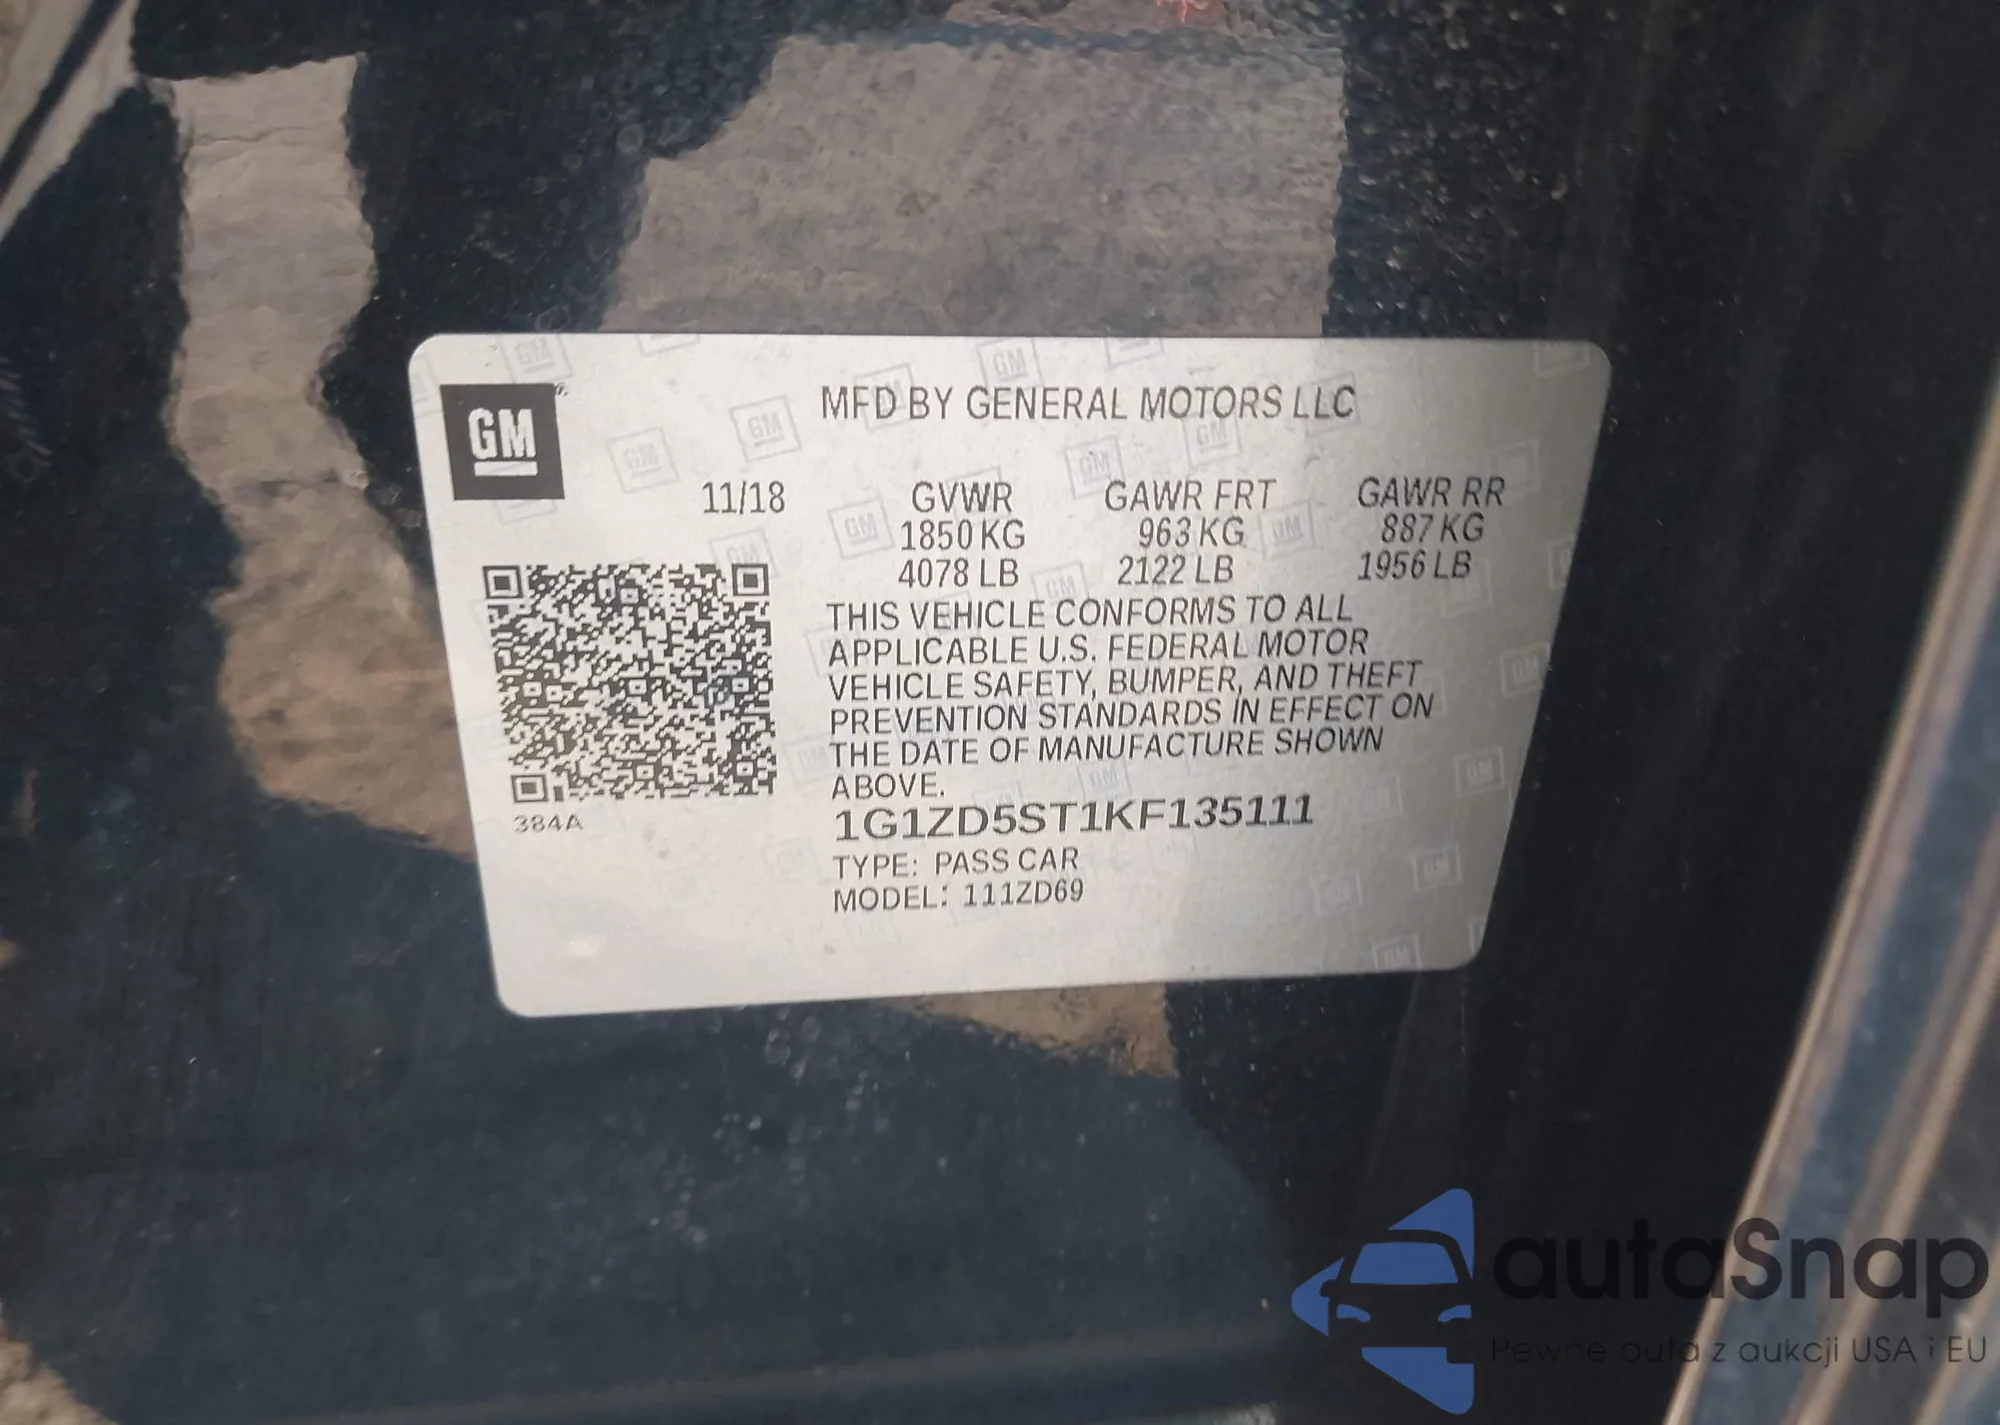 GM
MFD BY GENERAL MOTORS LLC
11/18 GVWR GAWR FRT GAWR RR
1850 KG 963 KG 887 KG
4078 LB 2122 LB 1956 LB
THIS VEHICLE CONFORMS TO ALL
APPLICABLE U.S. FEDERAL MOTOR
VEHICLE SAFETY, BUMPER, AND THEFT
PREVENTION STANDARDS IN EFFECT ON
THE DATE OF MANUFACTURE SHOWN
ABOVE.
384A
1G1ZD5ST1KF135111
TYPE: PASS CAR
MODEL: 111ZD69
autaSnap
Pewne auta z aukcji USA i EU